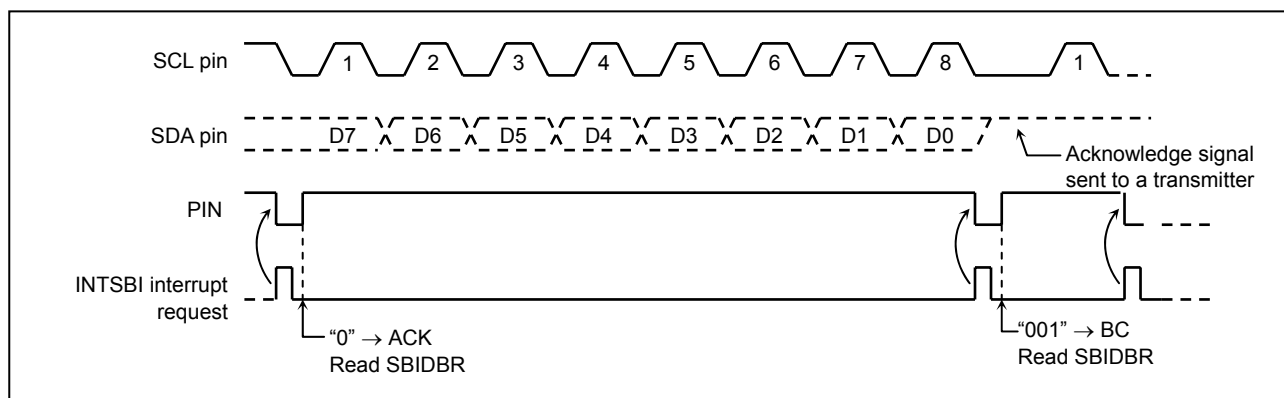 SCL pin
1 2 3 4 5 6 7 8 1
SDA pin
D7 D6 D5 D4 D3 D2 D1 D0
Acknowledge signal
sent to a transmitter
PIN
INTSBI interrupt
request
“0” → ACK
Read SBIDBR
“001” → BC
Read SBIDBR